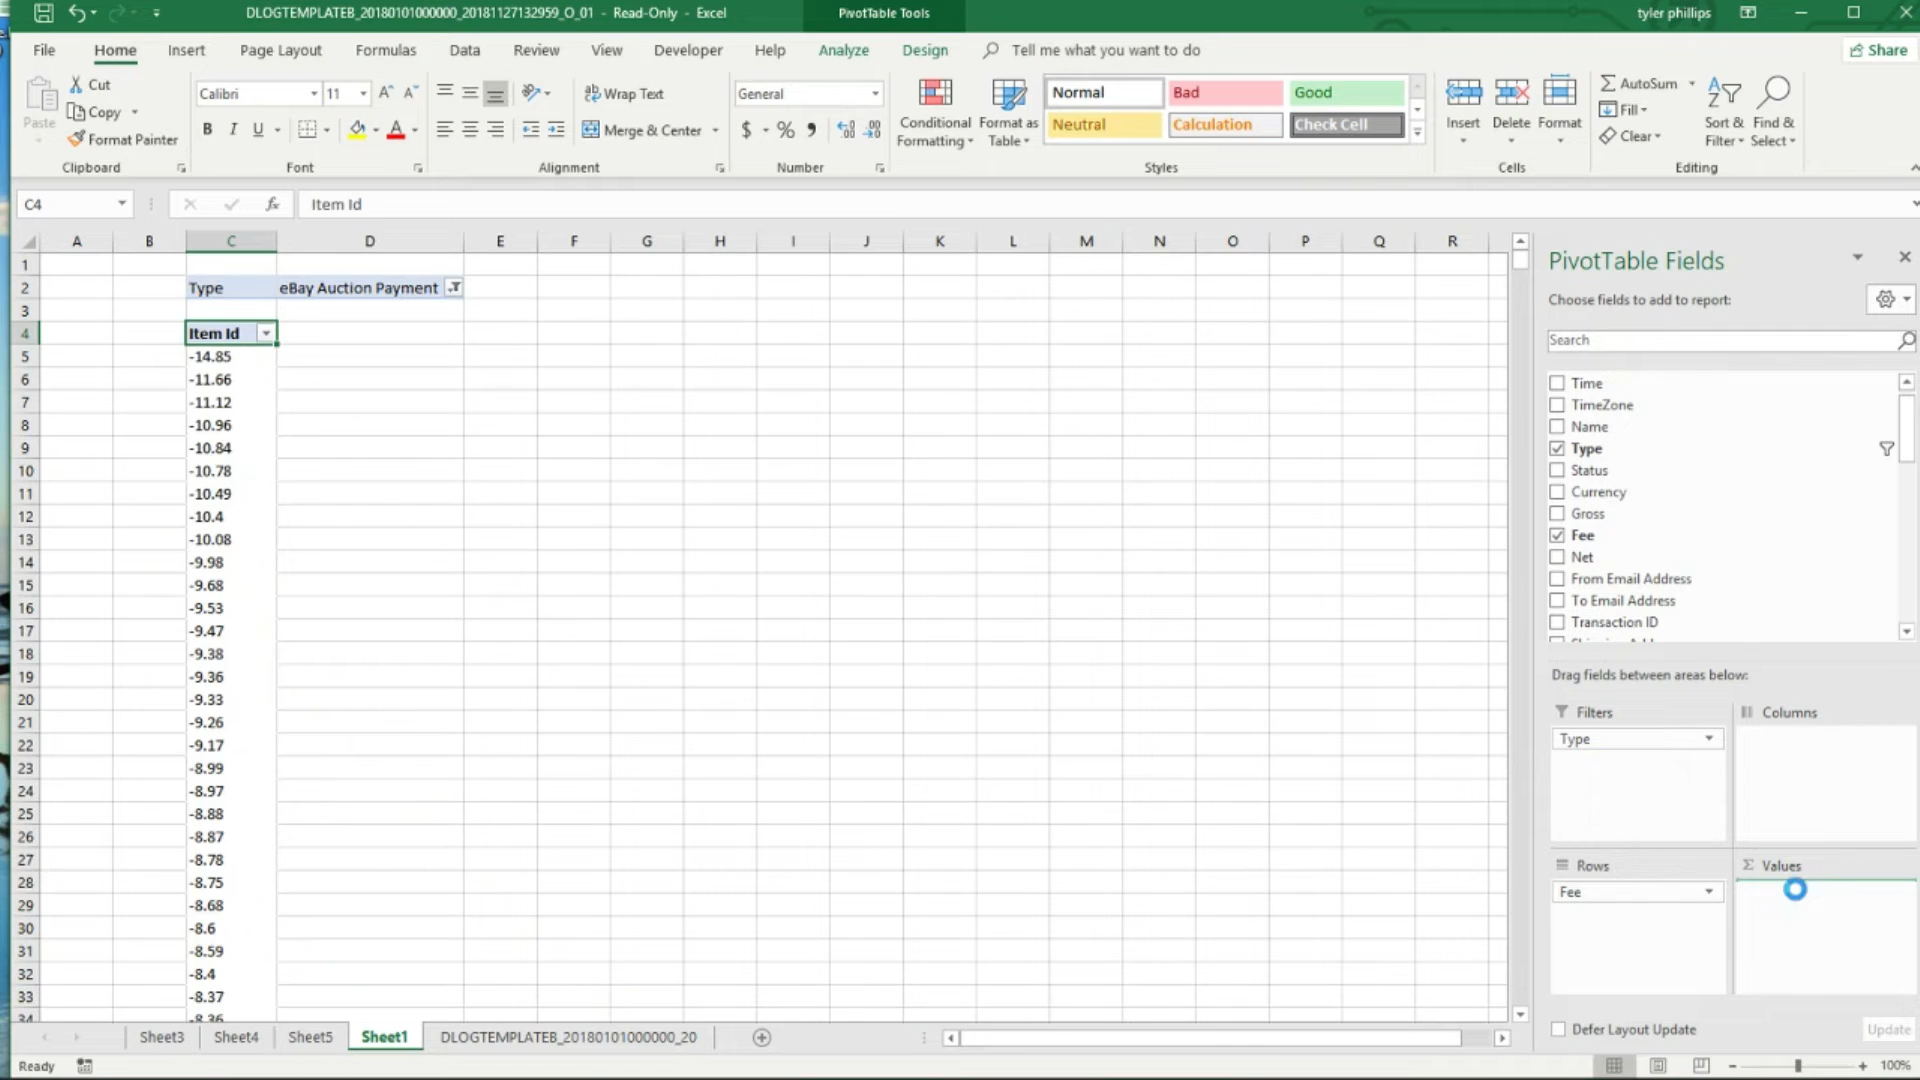 DLOGTEMPLATEB_20180101000000_20181127132959_O_01 - Read-Only - Excel
PivotTable Tools
tyler phillips
File Home Insert Page Layout Formulas Data Review View Developer Help Analyze Design Tell me what you want to do Share
Paste
Cut
Copy
Format Painter
Clipboard
Calibri 11
B I U
Font
Wrap Text
Merge & Center
Alignment
General
$ % ,
Number
Conditional Formatting
Format as Table
Normal Bad Good
Neutral Calculation Check Cell
Styles
Insert Delete Format
Cells
AutoSum
Fill
Clear
Sort & Filter
Find & Select
Editing
C4 fx Item Id
A B C D E F G H I J K L M N O P Q R
1
2 Type eBay Auction Payment
3
4 Item Id
5 -14.85
6 -11.66
7 -11.12
8 -10.96
9 -10.84
10 -10.78
11 -10.49
12 -10.4
13 -10.08
14 -9.98
15 -9.68
16 -9.53
17 -9.47
18 -9.38
19 -9.36
20 -9.33
21 -9.26
22 -9.17
23 -8.99
24 -8.97
25 -8.88
26 -8.87
27 -8.78
28 -8.75
29 -8.68
30 -8.6
31 -8.59
32 -8.4
33 -8.37
34 -8.36
PivotTable Fields
Choose fields to add to report:
Search
Time
TimeZone
Name
Type
Status
Currency
Gross
Fee
Net
From Email Address
To Email Address
Transaction ID
Drag fields between areas below:
Filters
Columns
Type
Rows
Values
Fee
Defer Layout Update
Update
Sheet3 Sheet4 Sheet5 Sheet1 DLOGTEMPLATEB_20180101000000_20
Ready
100%